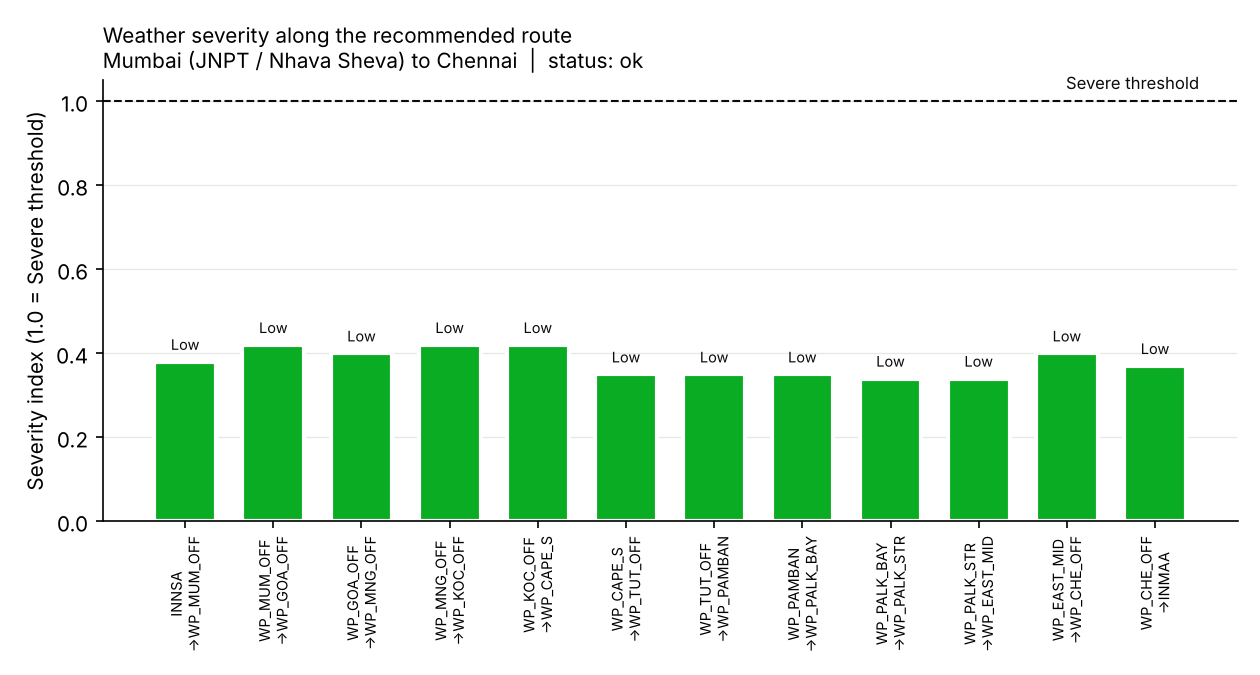 Weather severity along the recommended route
Mumbai (JNPT / Nhava Sheva) to Chennai | status: ok
Severe threshold
Severity index (1.0 = Severe threshold)
1.0
0.8
0.6
0.4
0.2
0.0
Low
Low
Low
Low
Low
Low
Low
Low
Low
Low
Low
Low
INNSA
→WP_MUM_OFF
WP_MUM_OFF
→WP_GOA_OFF
WP_GOA_OFF
→WP_MNG_OFF
WP_MNG_OFF
→WP_KOC_OFF
WP_KOC_OFF
→WP_CAPE_S
WP_CAPE_S
→WP_TUT_OFF
WP_TUT_OFF
→WP_PAMBAN
WP_PAMBAN
→WP_PALK_BAY
WP_PALK_BAY
→WP_PALK_STR
WP_PALK_STR
→WP_EAST_MID
WP_EAST_MID
→WP_CHE_OFF
WP_CHE_OFF
→INMAA